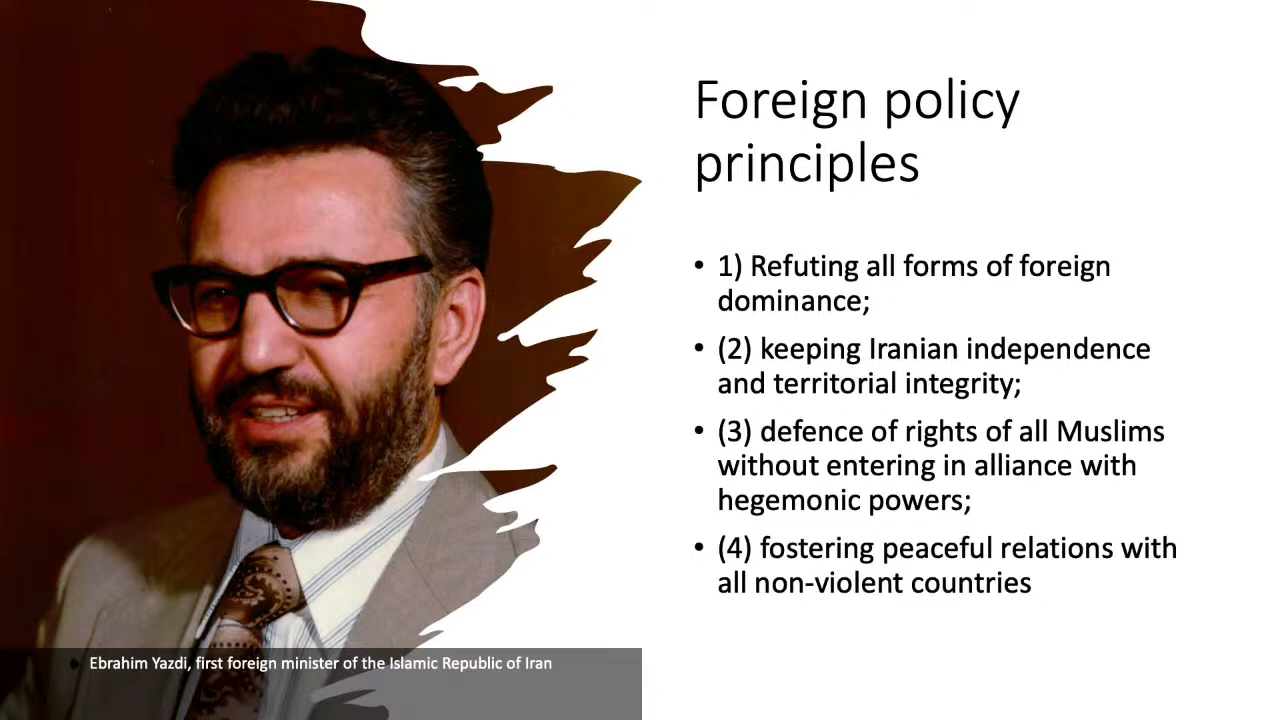 Foreign policy
principles
• 1) Refuting all forms of foreign
dominance;
• (2) keeping Iranian independence
and territorial integrity;
• (3) defence of rights of all Muslims
without entering in alliance with
hegemonic powers;
• (4) fostering peaceful relations with
all non-violent countries
• Ebrahim Yazdi, first foreign minister of the Islamic Republic of Iran